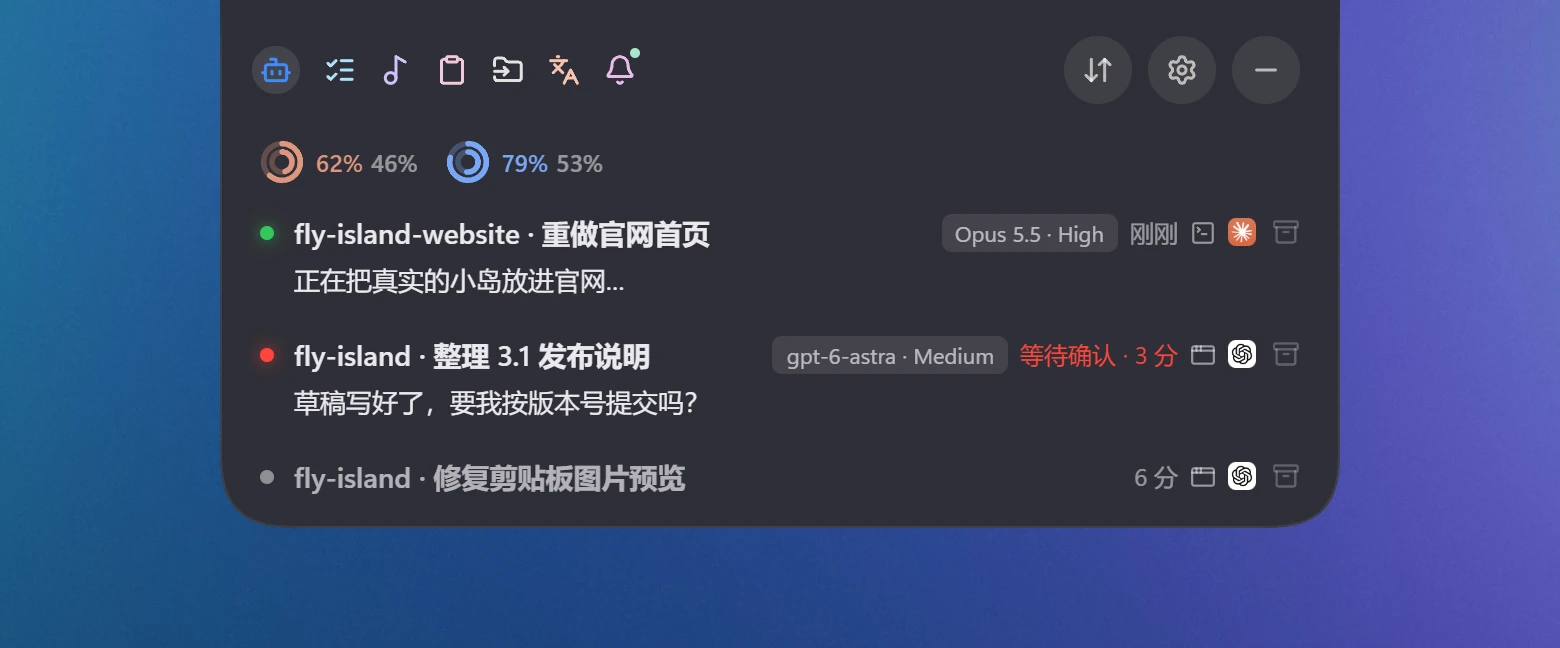 62% 46% 79% 53%
fly-island-website · 重做官网首页 Opus 5.5 · High 刚刚
正在把真实的小岛放进官网...
fly-island · 整理 3.1 发布说明 gpt-6-astra · Medium 等待确认 · 3 分
草稿写好了，要我按版本号提交吗？
fly-island · 修复剪贴板图片预览 6 分